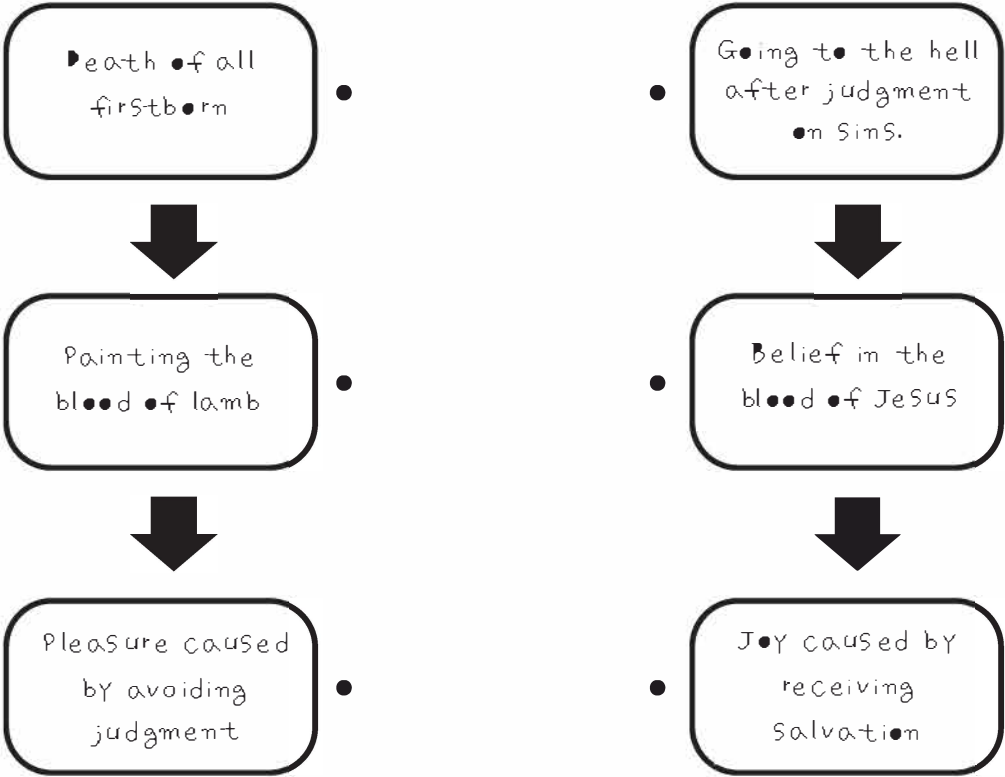 Death of all
firstborn
Going to the hell
after judgment
on sins.
Painting the
blood of lamb
Belief in the
blood of Jesus
Pleasure caused
by avoiding
judgment
Joy caused by
receiving
salvation